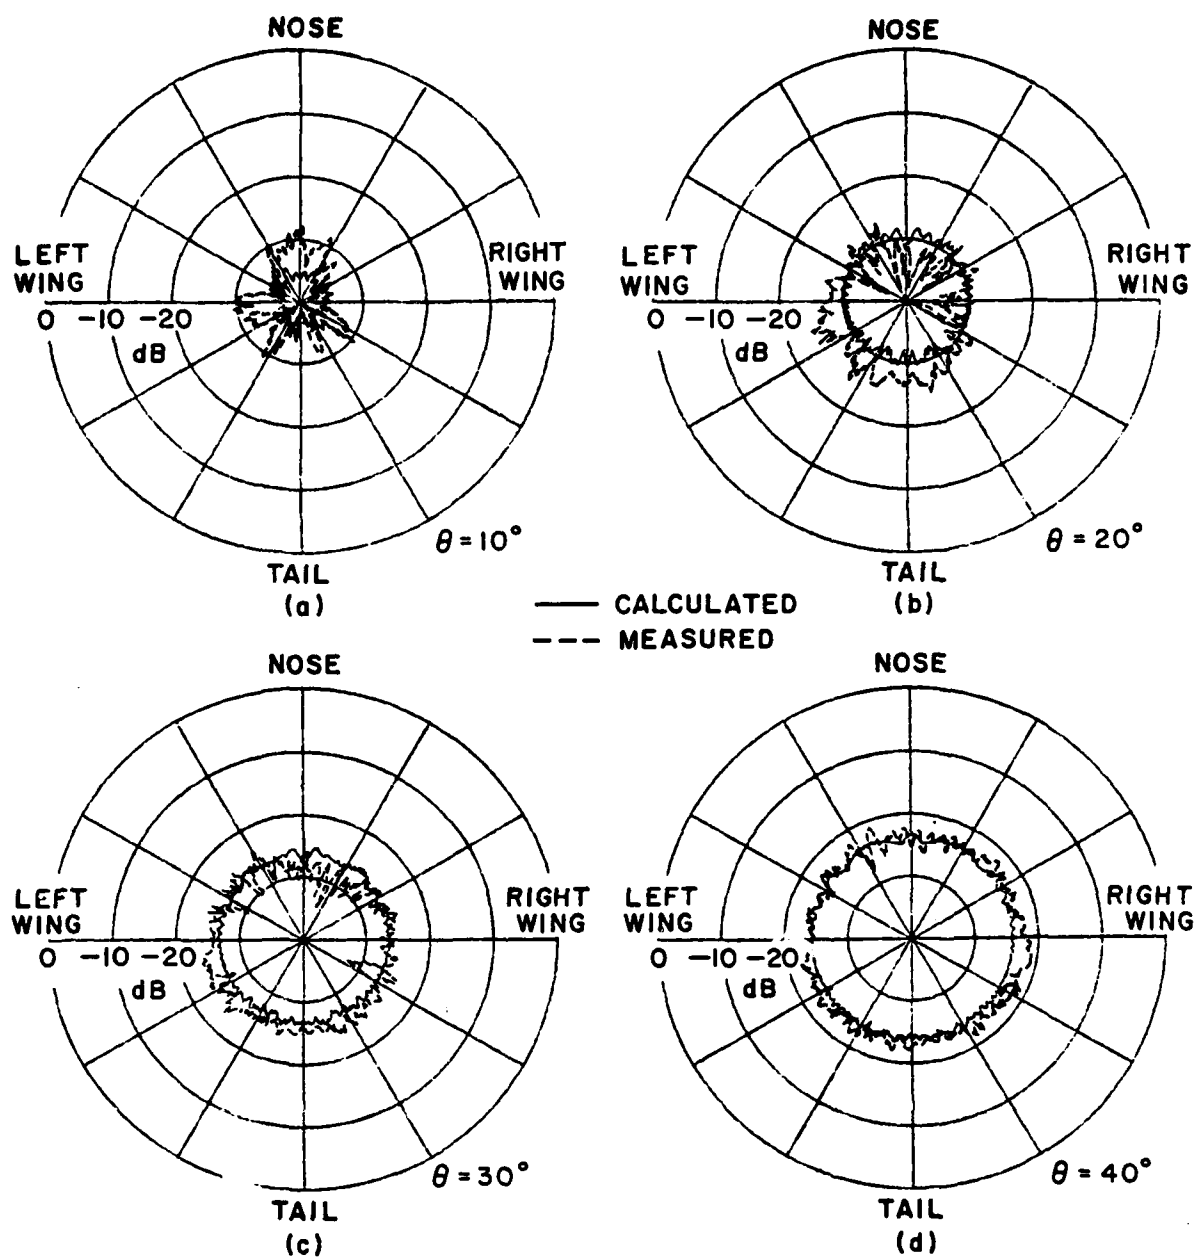 NOSE
LEFT WING
RIGHT WING
0 -10 -20
dB
θ = 10°
TAIL
(a)
NOSE
LEFT WING
RIGHT WING
0 -10 -20
dB
θ = 20°
TAIL
(b)
CALCULATED
MEASURED
NOSE
LEFT WING
RIGHT WING
0 -10 -20
dB
θ = 30°
TAIL
(c)
NOSE
LEFT WING
RIGHT WING
0 -10 -20
dB
θ = 40°
TAIL
(d)